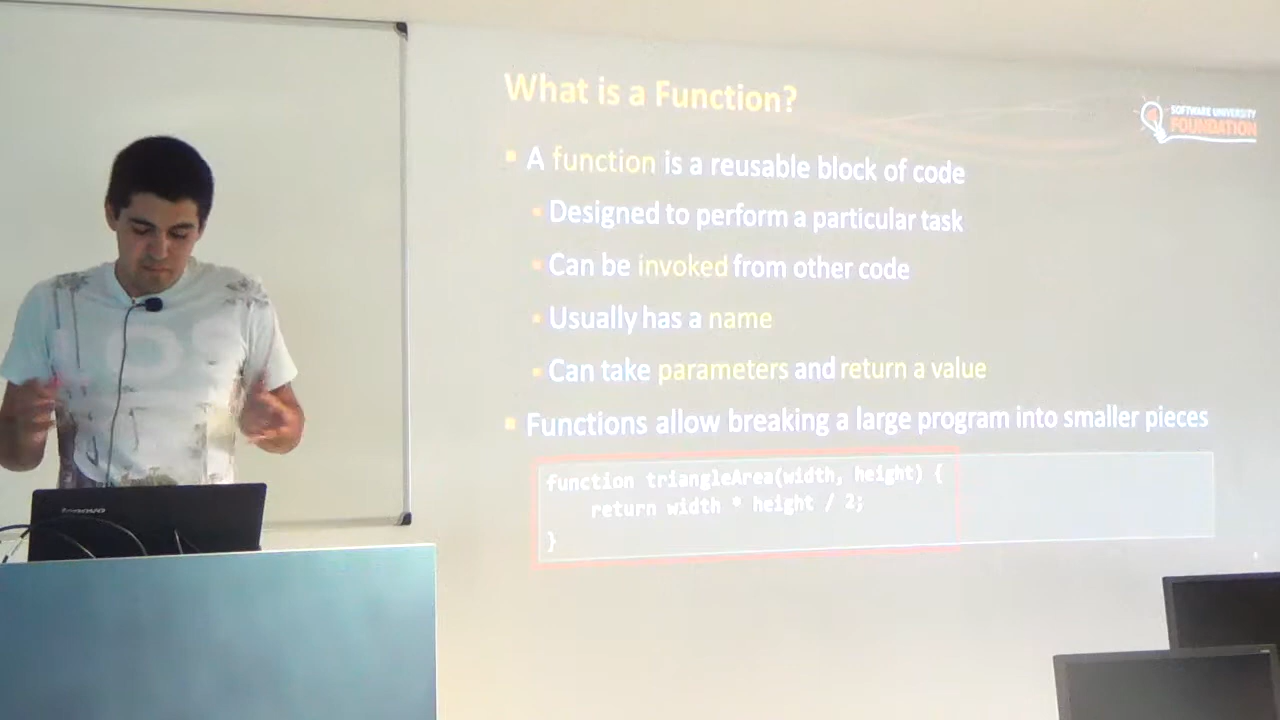 What is a Function?
SOFTWARE UNIVERSITY
FOUNDATION
A function is a reusable block of code
Designed to perform a particular task
Can be invoked from other code
Usually has a name
Can take parameters and return a value
Functions allow breaking a large program into smaller pieces
function triangleArea(width, height) {
return width * height / 2;
}
lenovo